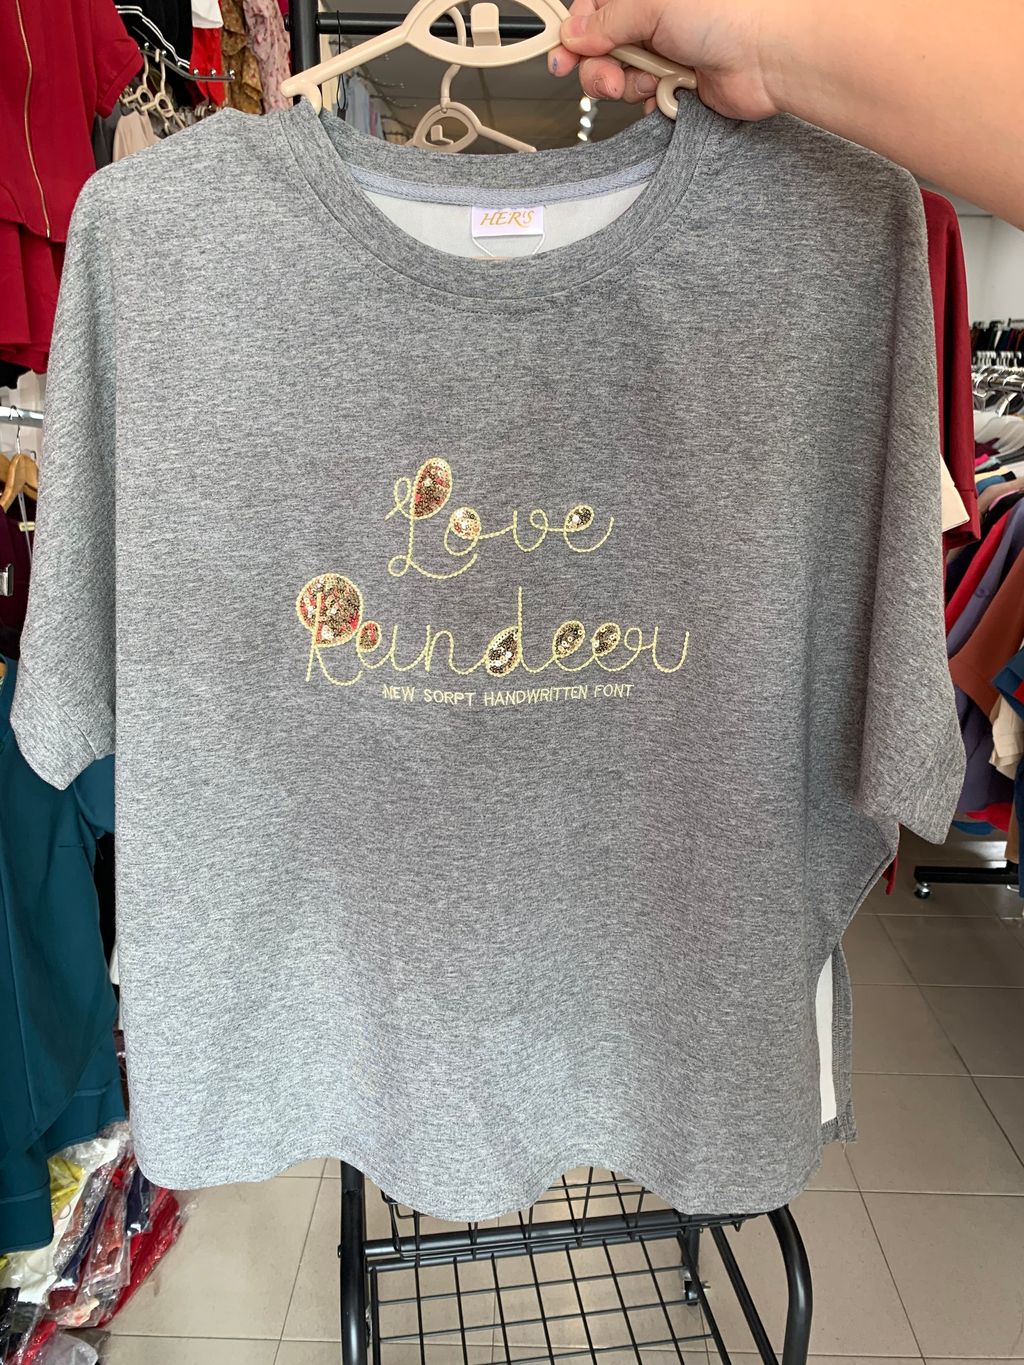 HER'S
Love
Reindeer
NEW SORPT HANDWRITTEN FONT